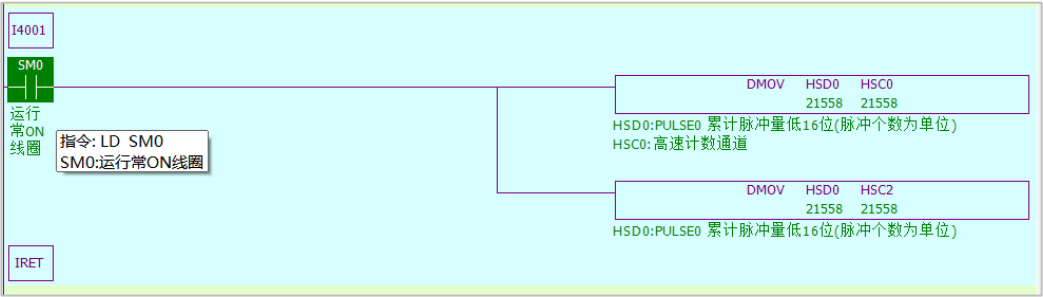 I4001
SM0
运行
常ON
线圈
指令: LD SM0
SM0:运行常ON线圈
DMOV HSD0 HSC0
21558 21558
HSD0:PULSE0 累计脉冲量低16位(脉冲个数为单位)
HSC0:高速计数通道
DMOV HSD0 HSC2
21558 21558
HSD0:PULSE0 累计脉冲量低16位(脉冲个数为单位)
IRET